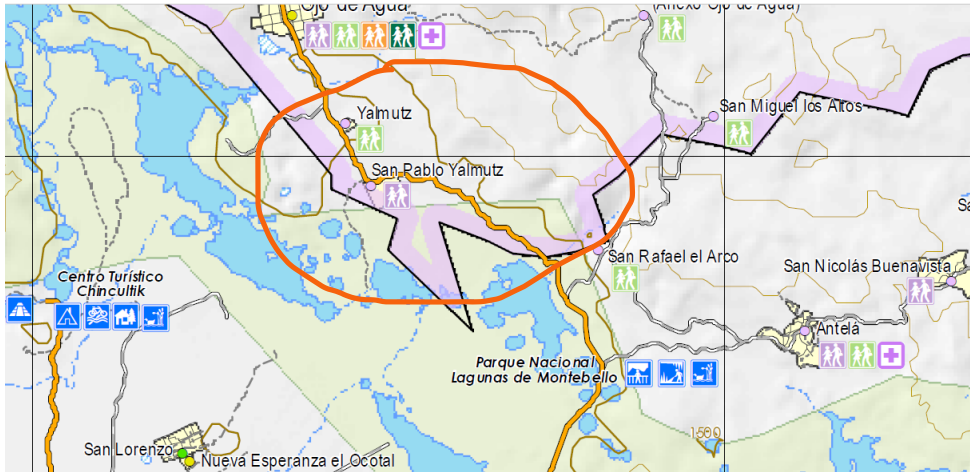 Ojo de Agua
(Anexo Ojo de Agua)
Yalmutz
San Miguel los Altos
San Pablo Yalmutz
San Rafael el Arco
San Nicolás Buenavista
Centro Turístico
Chincultik
Antelá
Parque Nacional
Lagunas de Montebello
1500
San Lorenzo
Nueva Esperanza el Ocotal